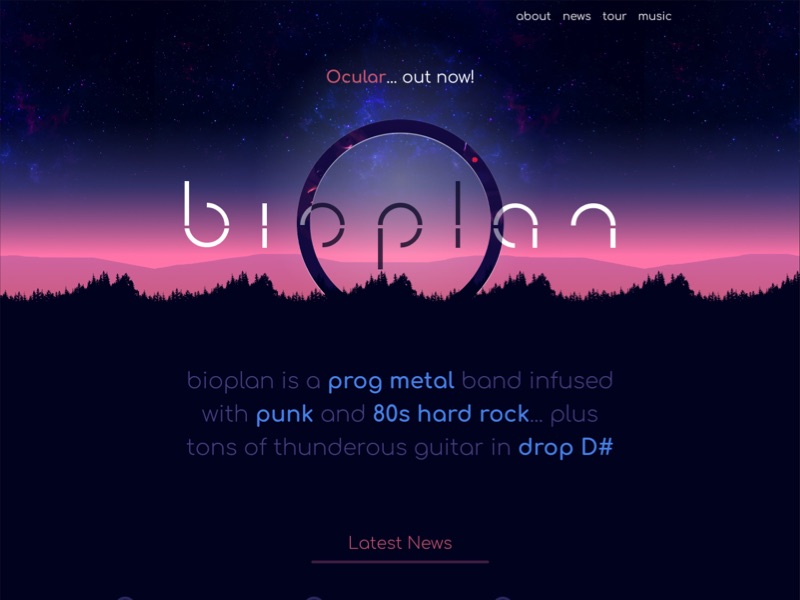 about news tour music
Ocular... out now!
bioplan
bioplan is a prog metal band infused
with punk and 80s hard rock... plus
tons of thunderous guitar in drop D#
Latest News